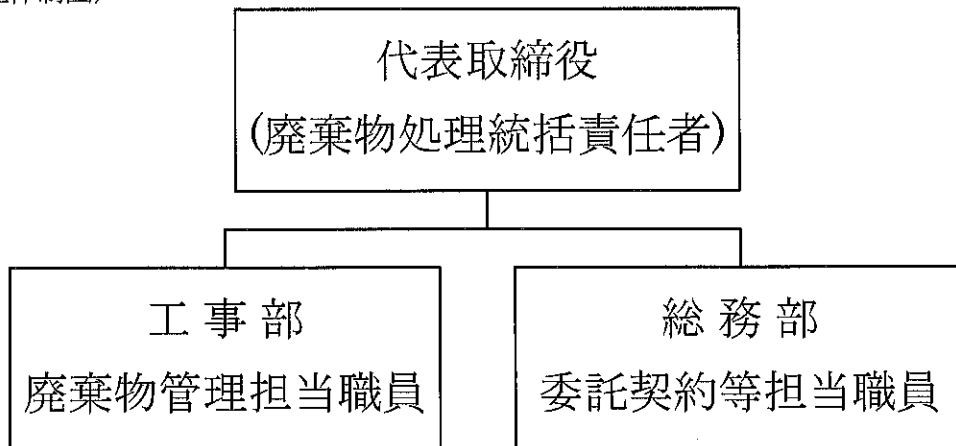 代表取締役
(廃棄物処理統括責任者)
工事部
廃棄物管理担当職員
総務部
委託契約等担当職員